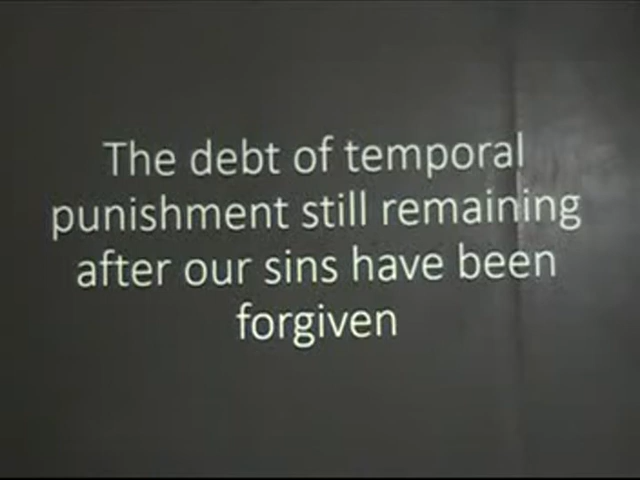 The debt of temporal
punishment still remaining
after our sins have been
forgiven